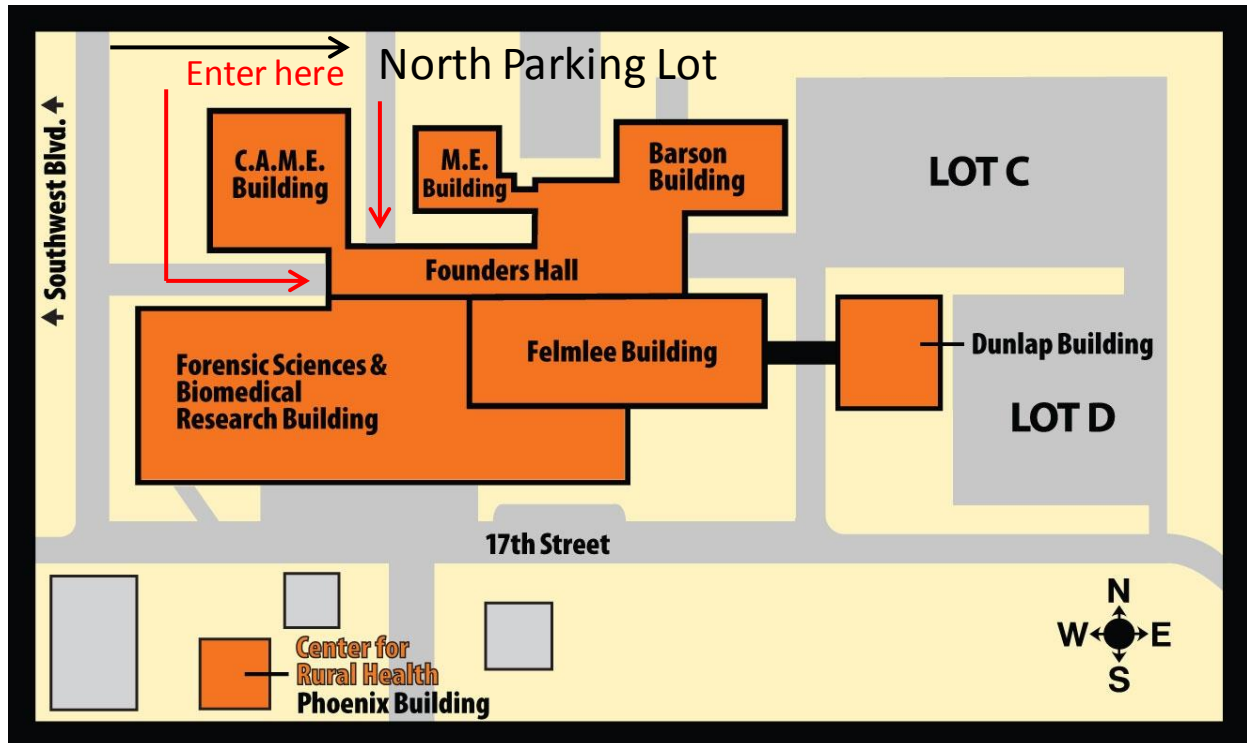 North Parking Lot
Enter here
Southwest Blvd.
C.A.M.E.
Building
M.E.
Building
Barson
Building
LOT C
Founders Hall
Forensic Sciences &
Biomedical
Research Building
Felmlee Building
Dunlap Building
LOT D
17th Street
Center for
Rural Health
Phoenix Building
N
W
E
S